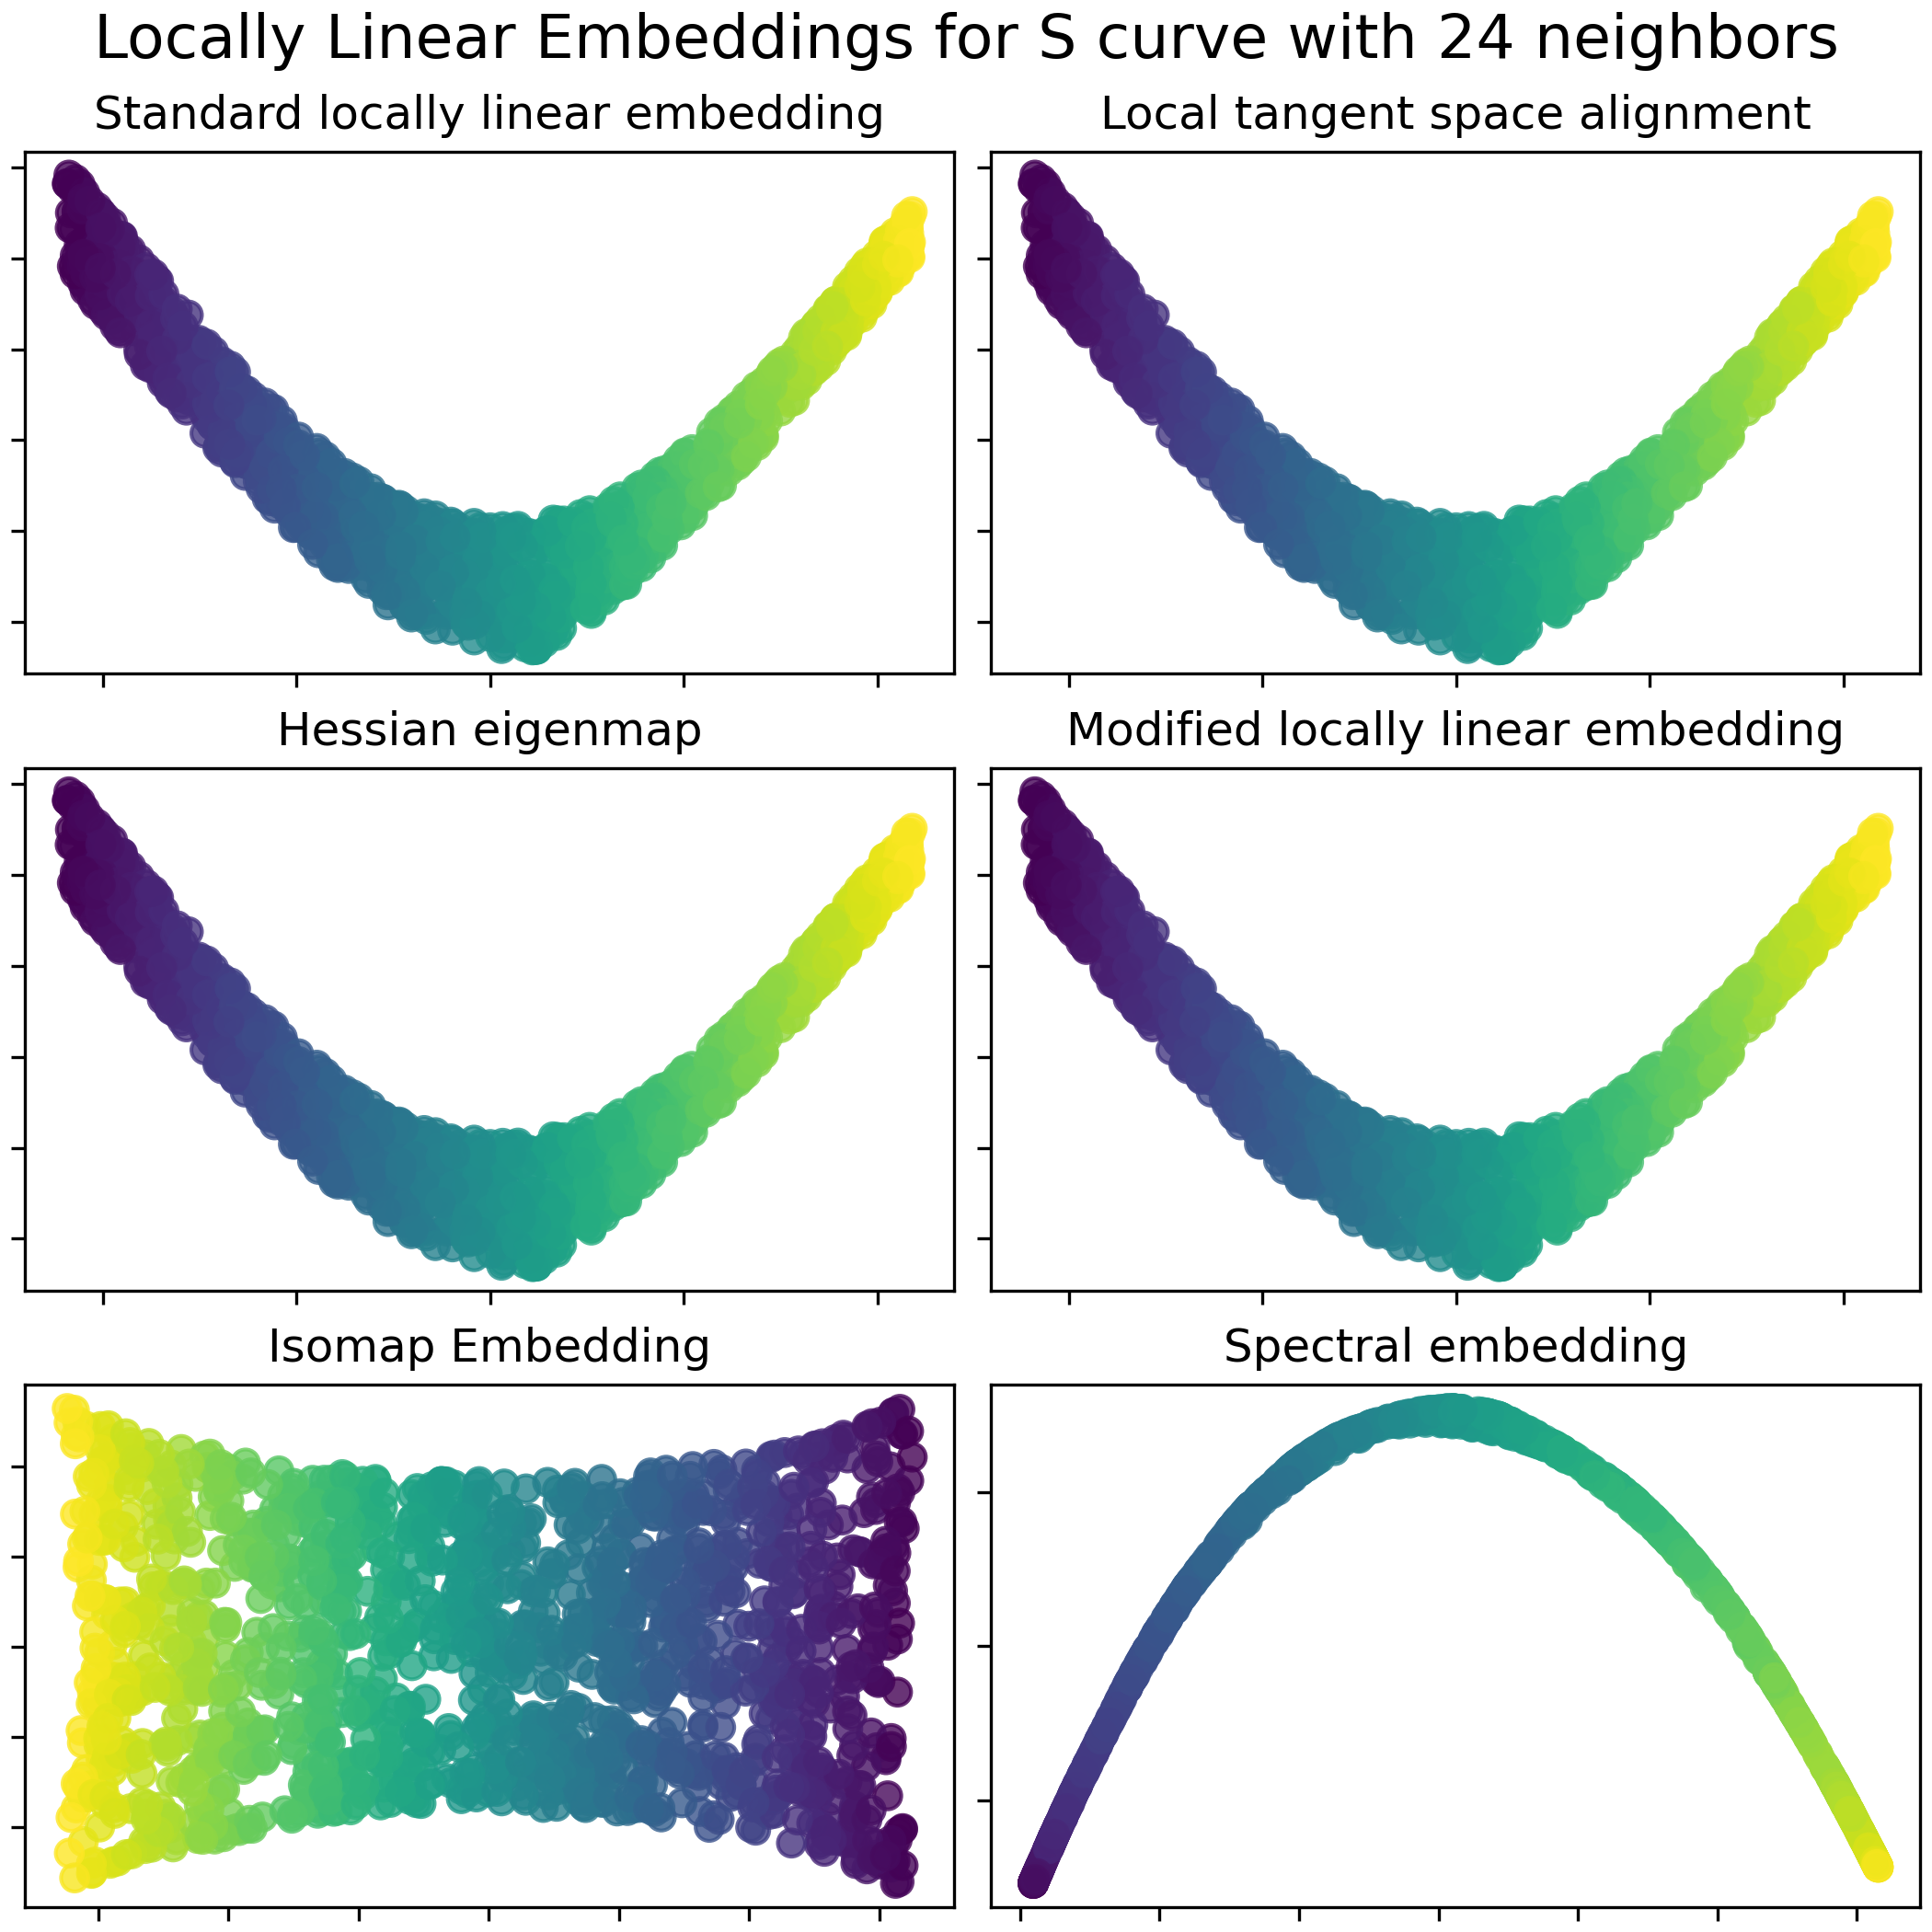 Locally Linear Embeddings for S curve with 24 neighbors
Standard locally linear embedding
Local tangent space alignment
Hessian eigenmap
Modified locally linear embedding
Isomap Embedding
Spectral embedding